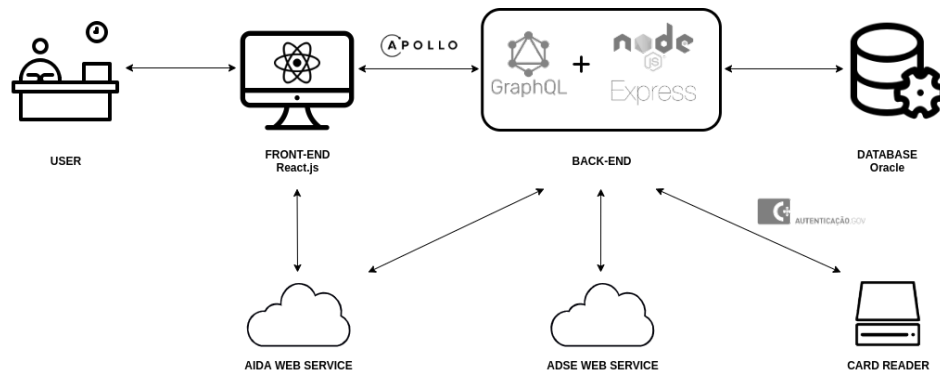 APOLLO
node
JS
GraphQL
+
Express
USER
FRONT-END
React.js
BACK-END
DATABASE
Oracle
C+
AUTENTICAÇÃO.GOV
AIDA WEB SERVICE
ADSE WEB SERVICE
CARD READER